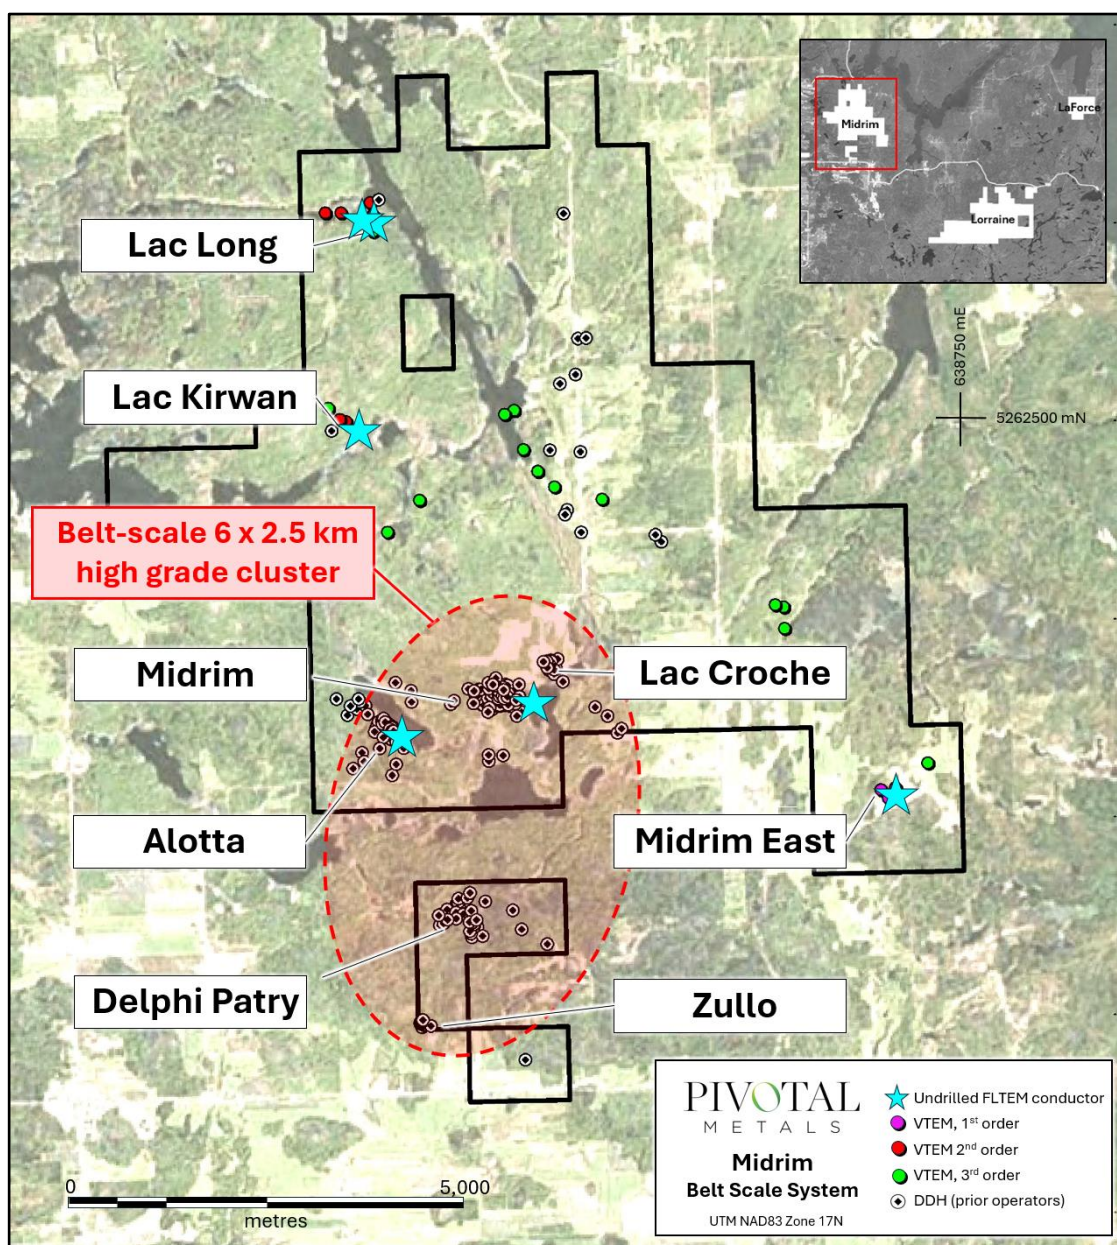 Midrim
LaForce
Lorraine
Lac Long
638750 mE
5262500 mN
Lac Kirwan
Belt-scale 6 x 2.5 km
high grade cluster
Midrim
Lac Croche
Alotta
Midrim East
Delphi Patry
Zullo
PIVOTAL
METALS
Midrim
Belt Scale System
UTM NAD83 Zone 17N
Undrilled FLTEM conductor
VTEM, 1st order
VTEM 2nd order
VTEM, 3rd order
DDH (prior operators)
0
5,000
metres